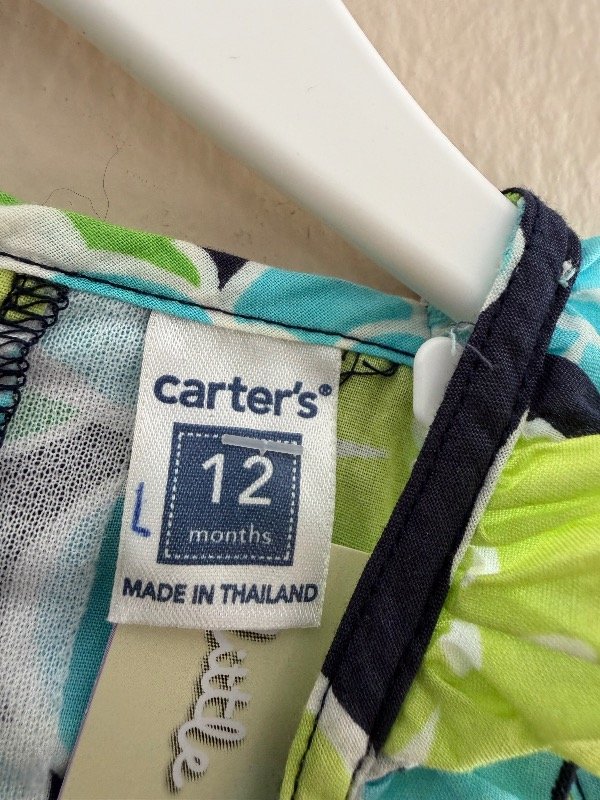 carter's®
12
months
L
MADE IN THAILAND
Little